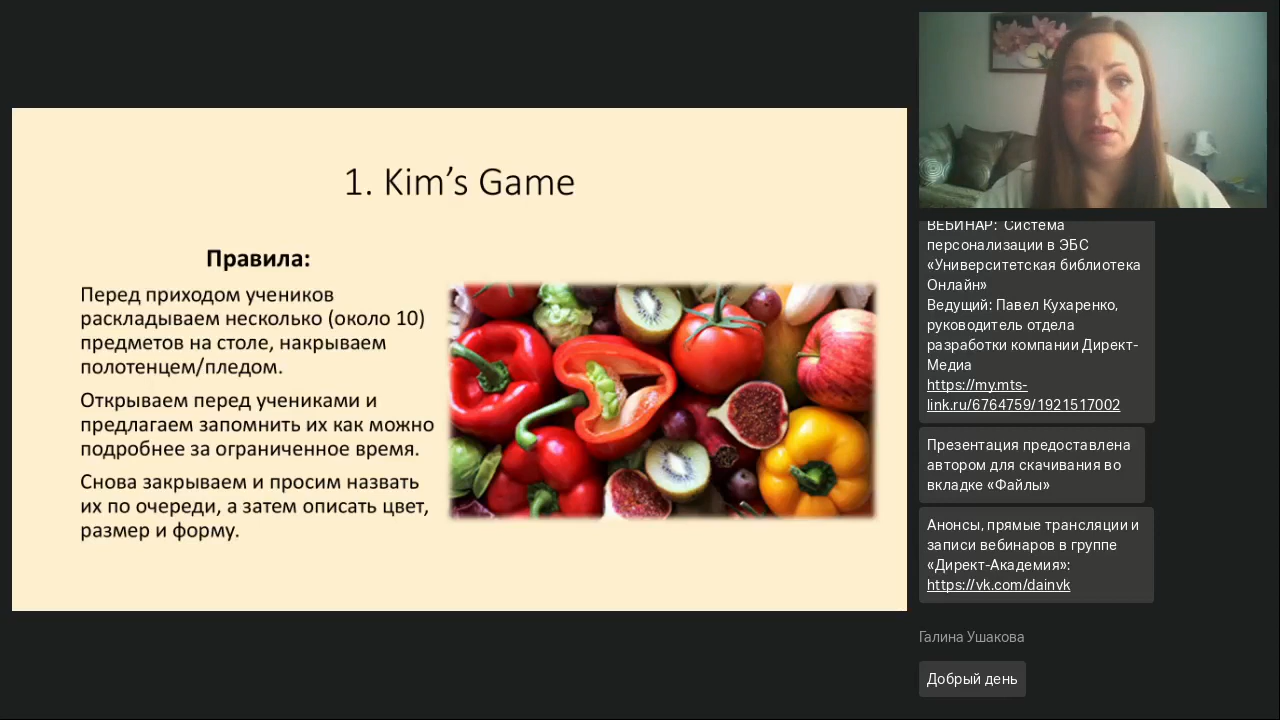 1. Kim’s Game
Правила:
Перед приходом учеников
раскладываем несколько (около 10)
предметов на столе, накрываем
полотенцем/пледом.
Открываем перед учениками и
предлагаем запомнить их как можно
подробнее за ограниченное время.
Снова закрываем и просим назвать
их по очереди, а затем описать цвет,
размер и форму.
ВЕБИНАР: Система
персонализации в ЭБС
«Университетская библиотека
Онлайн»
Ведущий: Павел Кухаренко,
руководитель отдела
разработки компании Директ-
Медиа
https://my.mts-
link.ru/6764759/1921517002
Презентация предоставлена
автором для скачивания во
вкладке «Файлы»
Анонсы, прямые трансляции и
записи вебинаров в группе
«Директ-Академия»:
https://vk.com/dainvk
Галина Ушакова
Добрый день